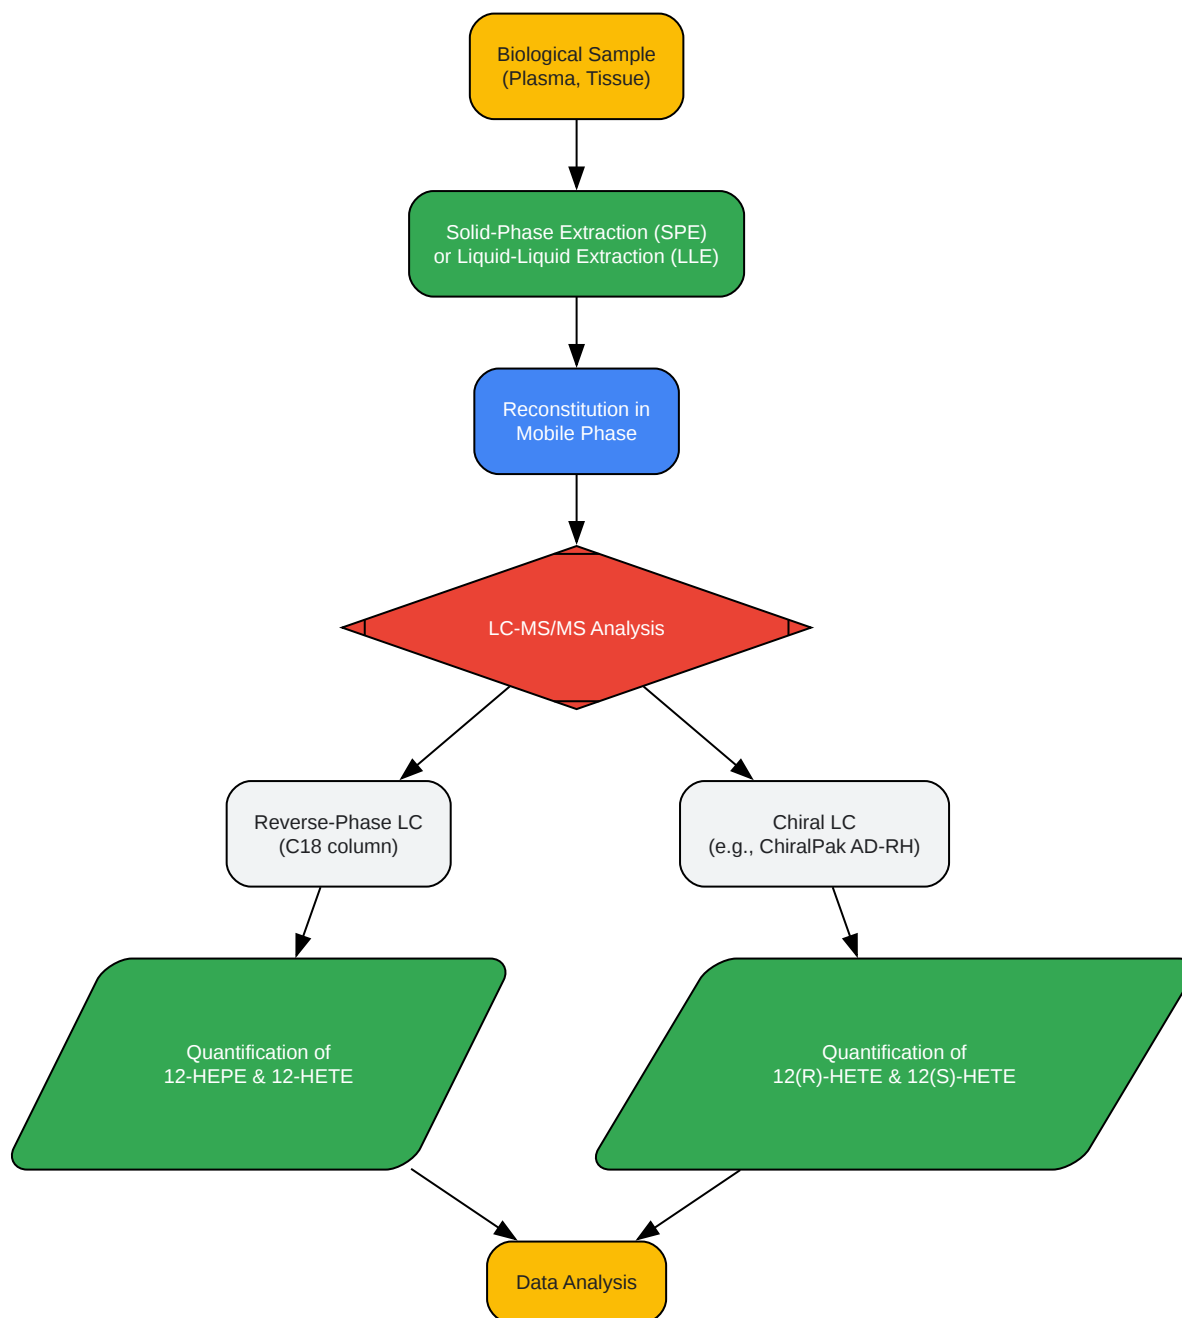 Biological Sample
(Plasma, Tissue)
Solid-Phase Extraction (SPE)
or Liquid-Liquid Extraction (LLE)
Reconstitution in
Mobile Phase
LC-MS/MS Analysis
Reverse-Phase LC
(C18 column)
Chiral LC
(e.g., ChiralPak AD-RH)
Quantification of
12-HEPE & 12-HETE
Quantification of
12(R)-HETE & 12(S)-HETE
Data Analysis